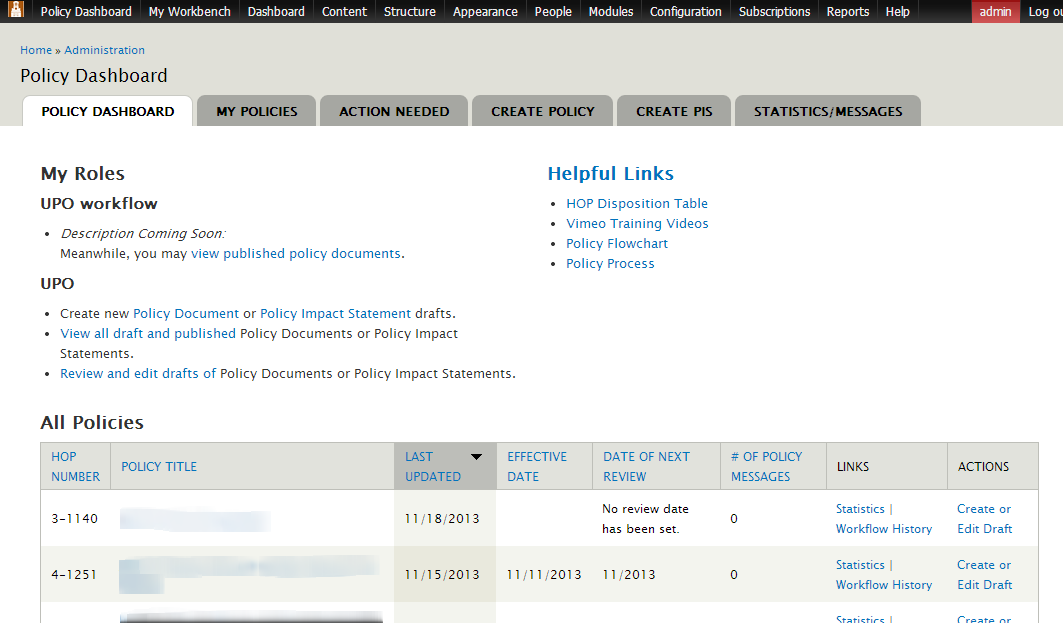 Policy Dashboard My Workbench Dashboard Content Structure Appearance People Modules Configuration Subscriptions Reports Help admin Log ou
Home » Administration
Policy Dashboard
POLICY DASHBOARD MY POLICIES ACTION NEEDED CREATE POLICY CREATE PIS STATISTICS/MESSAGES
My Roles
UPO workflow
• Description Coming Soon:
Meanwhile, you may view published policy documents.
UPO
• Create new Policy Document or Policy Impact Statement drafts.
• View all draft and published Policy Documents or Policy Impact
Statements.
• Review and edit drafts of Policy Documents or Policy Impact Statements.
Helpful Links
• HOP Disposition Table
• Vimeo Training Videos
• Policy Flowchart
• Policy Process
All Policies
HOP NUMBER POLICY TITLE LAST UPDATED EFFECTIVE DATE DATE OF NEXT REVIEW # OF POLICY MESSAGES LINKS ACTIONS
3-1140 11/18/2013 No review date has been set. 0 Statistics | Workflow History Create or Edit Draft
4-1251 11/15/2013 11/11/2013 11/2013 0 Statistics | Workflow History Create or Edit Draft
Statistics | Create or